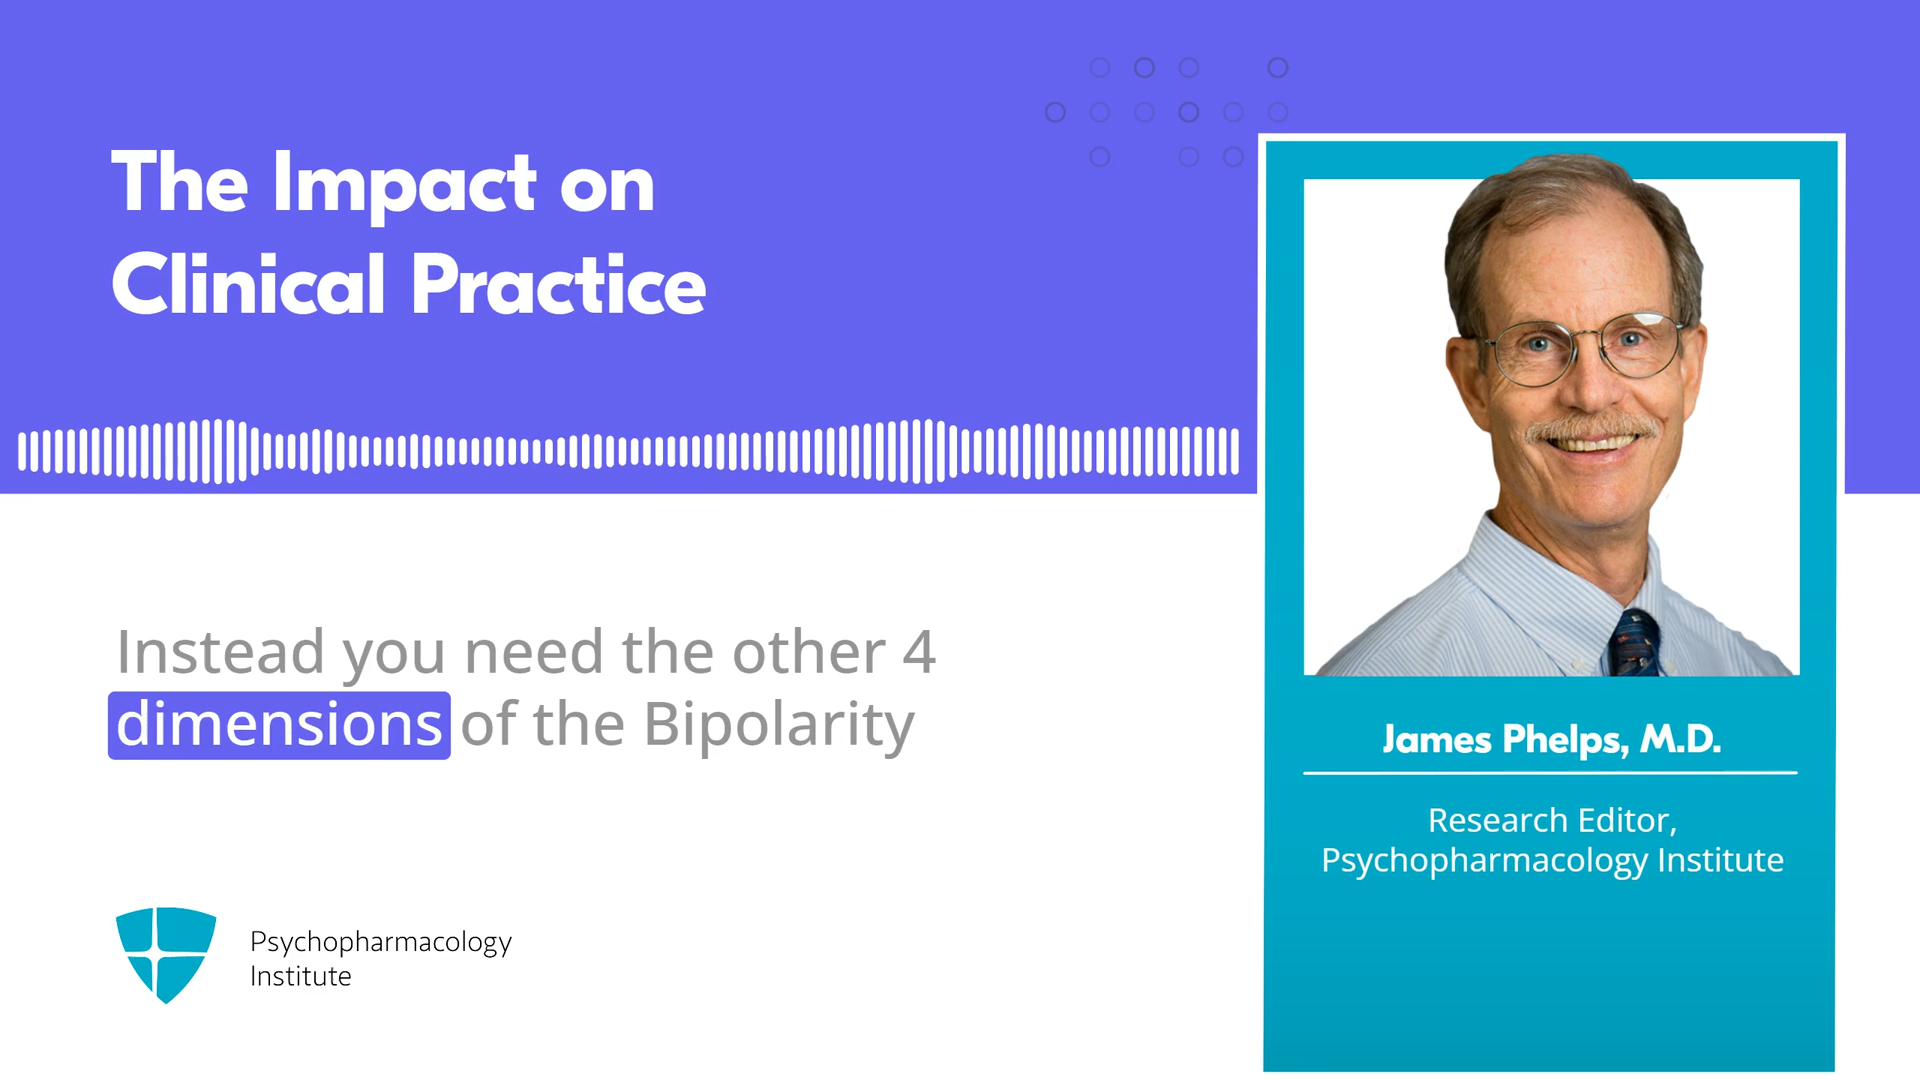 The Impact on
Clinical Practice
Instead you need the other 4
dimensions of the Bipolarity
Psychopharmacology
Institute
James Phelps, M.D.
Research Editor,
Psychopharmacology Institute